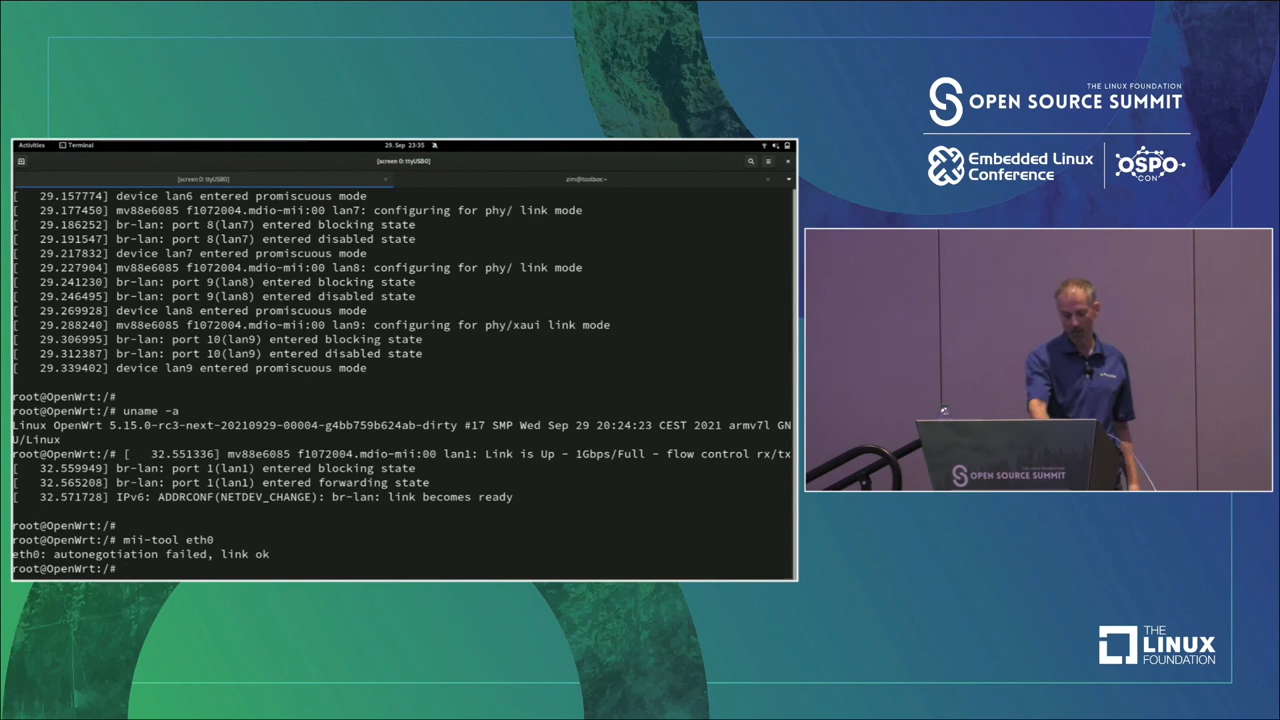 THE LINUX FOUNDATION
OPEN SOURCE SUMMIT
Embedded Linux
Conference
OSPO
CON
Activities
Terminal
29. Sep 23:35
[screen 0: ttyUSB0]
[screen 0: ttyUSB0]
zim@toolbox:~
[   29.157774] device lan6 entered promiscuous mode
[   29.177450] mv88e6085 f1072004.mdio-mii:00 lan7: configuring for phy/ link mode
[   29.186252] br-lan: port 8(lan7) entered blocking state
[   29.191547] br-lan: port 8(lan7) entered disabled state
[   29.217832] device lan7 entered promiscuous mode
[   29.227904] mv88e6085 f1072004.mdio-mii:00 lan8: configuring for phy/ link mode
[   29.241230] br-lan: port 9(lan8) entered blocking state
[   29.246495] br-lan: port 9(lan8) entered disabled state
[   29.269928] device lan8 entered promiscuous mode
[   29.288240] mv88e6085 f1072004.mdio-mii:00 lan9: configuring for phy/xaui link mode
[   29.306995] br-lan: port 10(lan9) entered blocking state
[   29.312387] br-lan: port 10(lan9) entered disabled state
[   29.339402] device lan9 entered promiscuous mode
root@OpenWrt:/#
root@OpenWrt:/# uname -a
Linux OpenWrt 5.15.0-rc3-next-20210929-00004-g4bb759b624ab-dirty #17 SMP Wed Sep 29 20:24:23 CEST 2021 armv7l GN
U/Linux
root@OpenWrt:/# [   32.551336] mv88e6085 f1072004.mdio-mii:00 lan1: Link is Up - 1Gbps/Full - flow control rx/tx
[   32.559949] br-lan: port 1(lan1) entered blocking state
[   32.565208] br-lan: port 1(lan1) entered forwarding state
[   32.571728] IPv6: ADDRCONF(NETDEV_CHANGE): br-lan: link becomes ready
root@OpenWrt:/#
root@OpenWrt:/# mii-tool eth0
eth0: autonegotiation failed, link ok
root@OpenWrt:/#
OPEN SOURCE SUMMIT
THE
LINUX
FOUNDATION